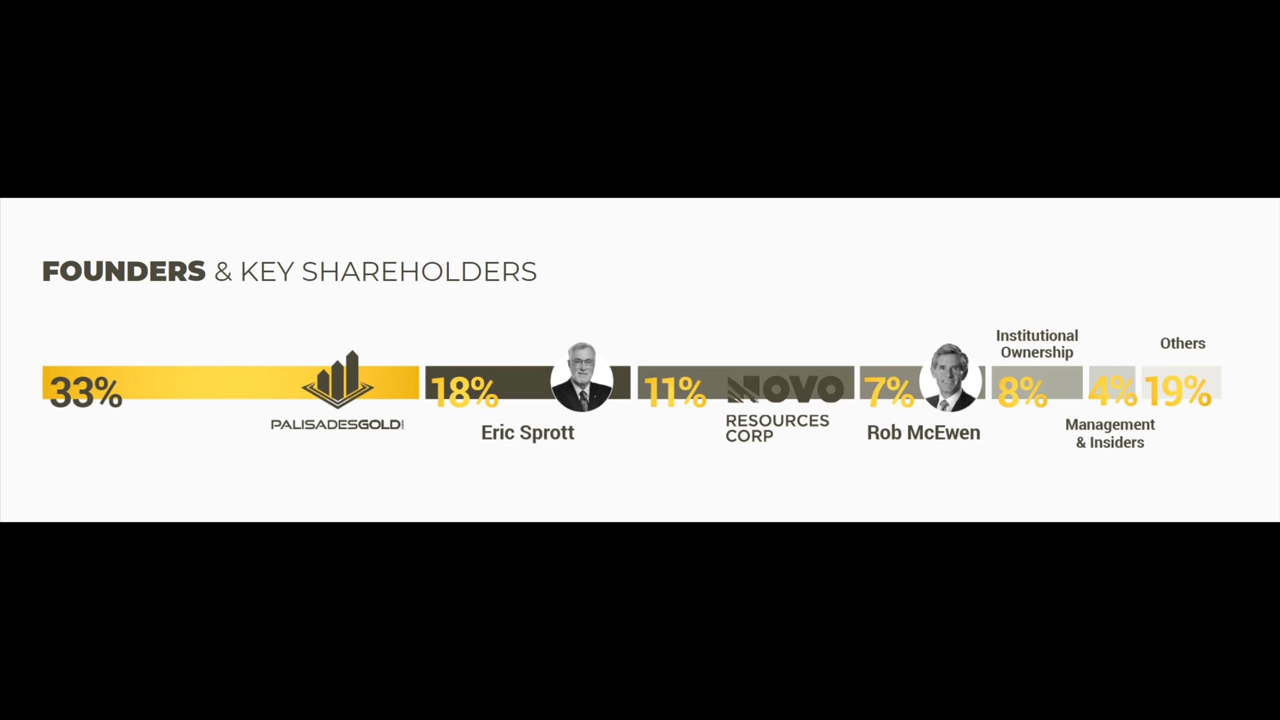 FOUNDERS & KEY SHAREHOLDERS
33%
PALISADESGOLD
18%
Eric Sprott
11%
NOVO
RESOURCES
CORP
7%
Rob McEwen
Institutional
Ownership
8%
4%
Management
& Insiders
Others
19%